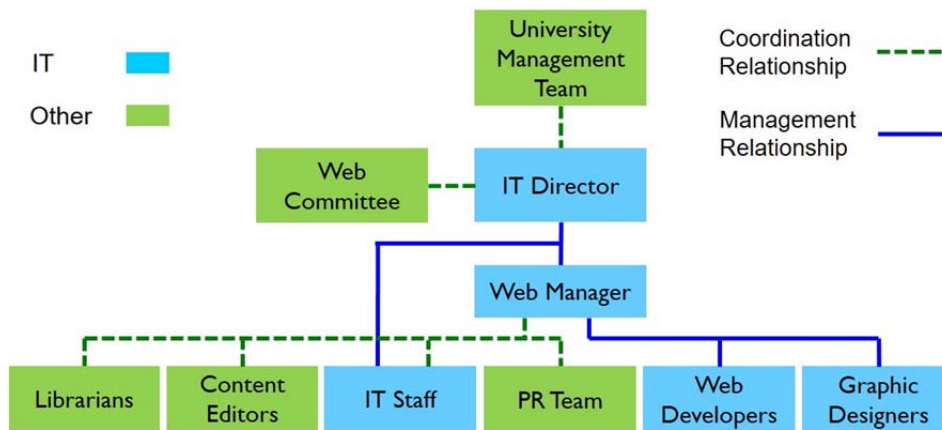 IT
Other
University
Management
Team
Coordination
Relationship
Management
Relationship
Web
Committee
IT Director
Web Manager
Librarians
Content
Editors
IT Staff
PR Team
Web
Developers
Graphic
Designers